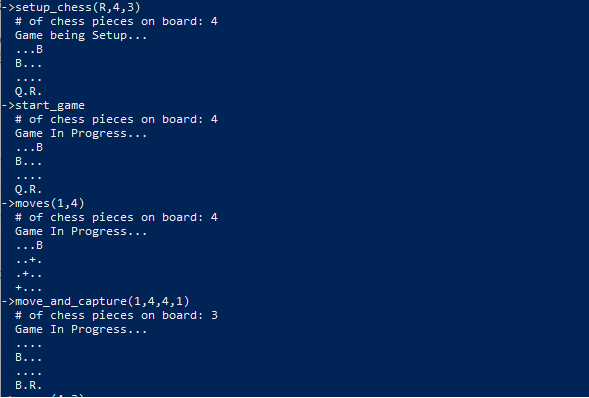 ->setup_chess(R,4,3)
# of chess pieces on board: 4
Game being Setup...
...B
B...
....
Q.R.
->start_game
# of chess pieces on board: 4
Game In Progress...
...B
B...
....
Q.R.
->moves(1,4)
# of chess pieces on board: 4
Game In Progress...
...B
..+.
.+..
+...
->move_and_capture(1,4,4,1)
# of chess pieces on board: 3
Game In Progress...
....
B...
....
B.R.